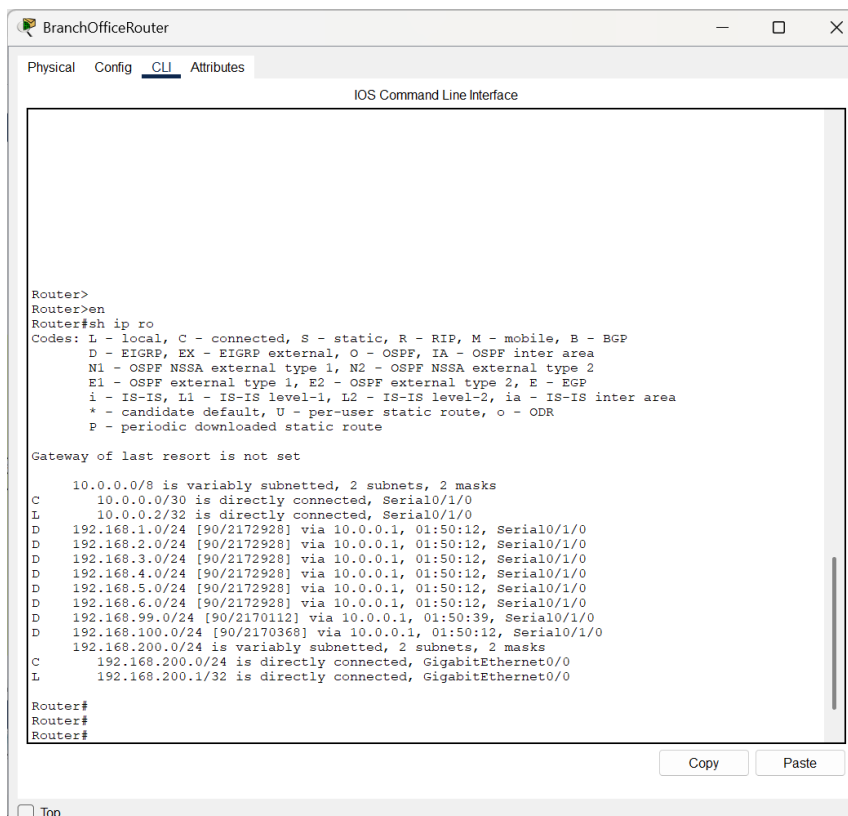 BranchOfficeRouter
Physical Config CLI Attributes
IOS Command Line Interface
Router>
Router>en
Router#sh ip ro
Codes: L - local, C - connected, S - static, R - RIP, M - mobile, B - BGP
D - EIGRP, EX - EIGRP external, O - OSPF, IA - OSPF inter area
N1 - OSPF NSSA external type 1, N2 - OSPF NSSA external type 2
E1 - OSPF external type 1, E2 - OSPF external type 2, E - EGP
i - IS-IS, L1 - IS-IS level-1, L2 - IS-IS level-2, ia - IS-IS inter area
* - candidate default, U - per-user static route, o - ODR
P - periodic downloaded static route
Gateway of last resort is not set
10.0.0.0/8 is variably subnetted, 2 subnets, 2 masks
C 10.0.0.0/30 is directly connected, Serial0/1/0
L 10.0.0.2/32 is directly connected, Serial0/1/0
D 192.168.1.0/24 [90/2172928] via 10.0.0.1, 01:50:12, Serial0/1/0
D 192.168.2.0/24 [90/2172928] via 10.0.0.1, 01:50:12, Serial0/1/0
D 192.168.3.0/24 [90/2172928] via 10.0.0.1, 01:50:12, Serial0/1/0
D 192.168.4.0/24 [90/2172928] via 10.0.0.1, 01:50:12, Serial0/1/0
D 192.168.5.0/24 [90/2172928] via 10.0.0.1, 01:50:12, Serial0/1/0
D 192.168.6.0/24 [90/2172928] via 10.0.0.1, 01:50:12, Serial0/1/0
D 192.168.99.0/24 [90/2170112] via 10.0.0.1, 01:50:39, Serial0/1/0
D 192.168.100.0/24 [90/2170368] via 10.0.0.1, 01:50:12, Serial0/1/0
192.168.200.0/24 is variably subnetted, 2 subnets, 2 masks
C 192.168.200.0/24 is directly connected, GigabitEthernet0/0
L 192.168.200.1/32 is directly connected, GigabitEthernet0/0
Router#
Router#
Router#
Copy Paste
Top